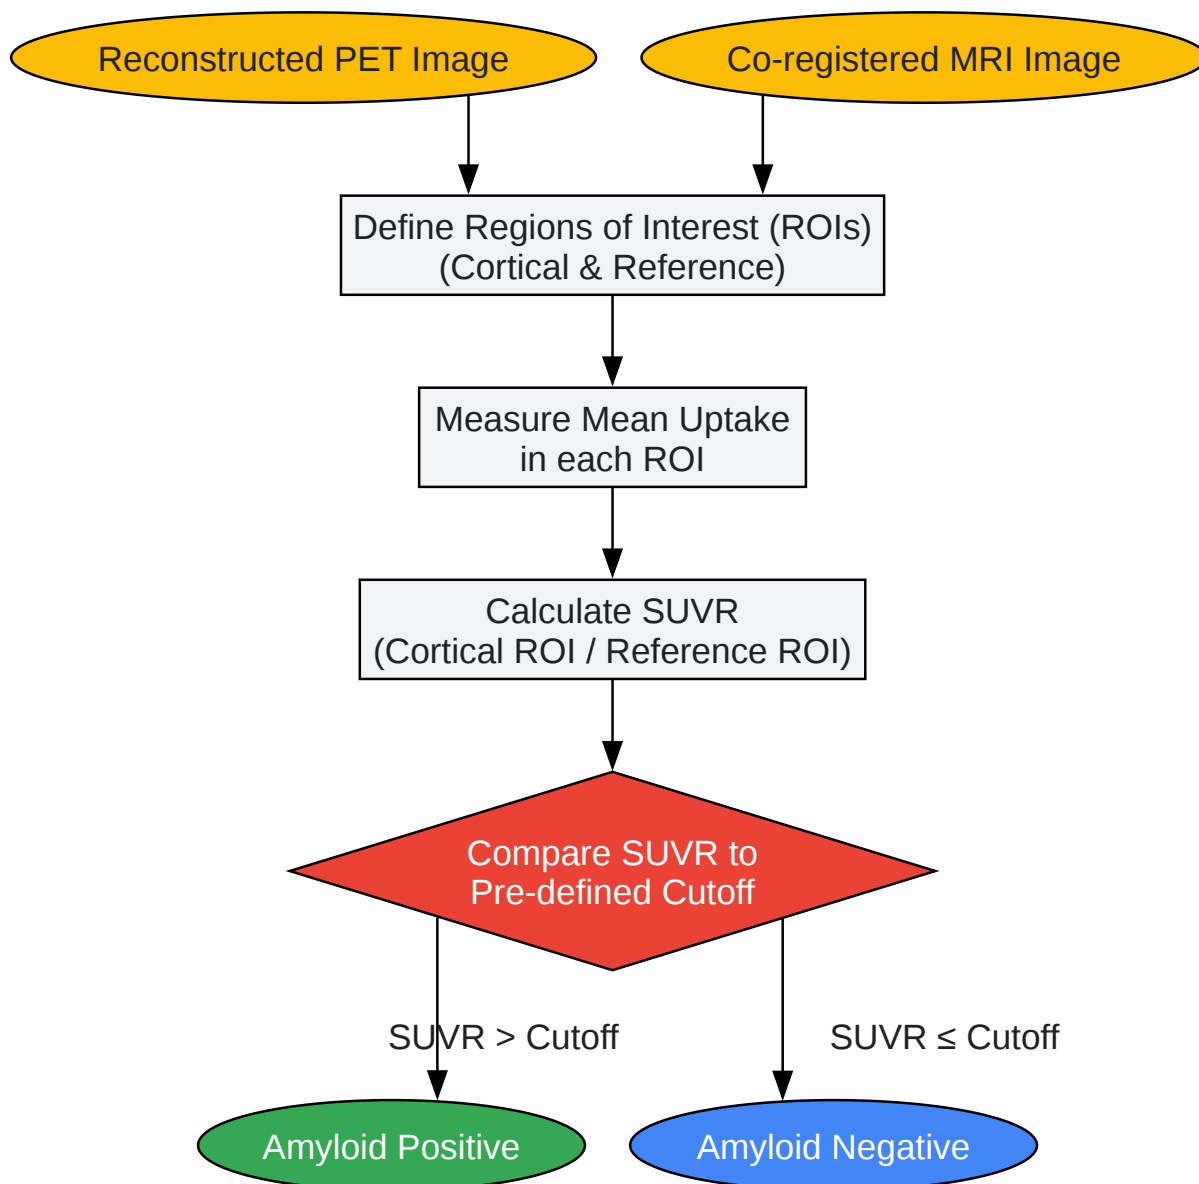 Reconstructed PET Image
Co-registered MRI Image
Define Regions of Interest (ROIs)
(Cortical & Reference)
Measure Mean Uptake
in each ROI
Calculate SUVR
(Cortical ROI / Reference ROI)
Compare SUVR to
Pre-defined Cutoff
SUVR > Cutoff
SUVR ≤ Cutoff
Amyloid Positive
Amyloid Negative